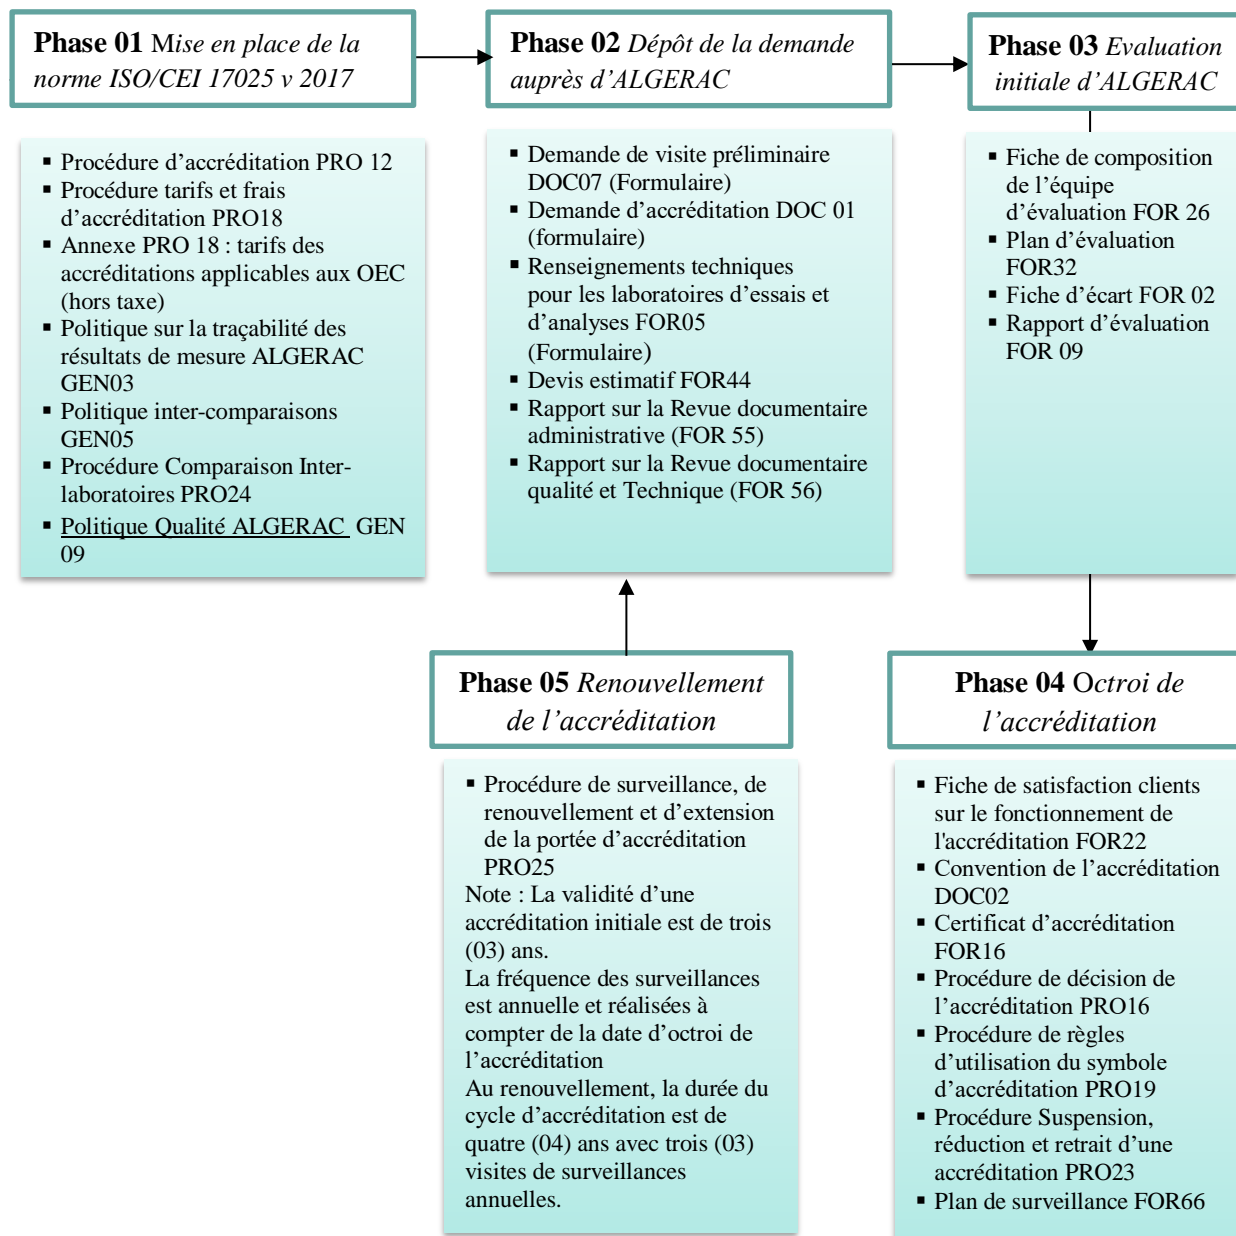 Phase 01 Mise en place de la
norme ISO/CEI 17025 v 2017
▪ Procédure d’accréditation PRO 12
▪ Procédure tarifs et frais
d’accréditation PRO18
▪ Annexe PRO 18 : tarifs des
accréditations applicables aux OEC
(hors taxe)
▪ Politique sur la traçabilité des
résultats de mesure ALGERAC
GEN03
▪ Politique inter-comparaisons
GEN05
▪ Procédure Comparaison Inter-
laboratoires PRO24
▪ Politique Qualité ALGERAC GEN
09
Phase 02 Dépôt de la demande
auprès d’ALGERAC
▪ Demande de visite préliminaire
DOC07 (Formulaire)
▪ Demande d’accréditation DOC 01
(formulaire)
▪ Renseignements techniques
pour les laboratoires d’essais et
d’analyses FOR05
(Formulaire)
▪ Devis estimatif FOR44
▪ Rapport sur la Revue documentaire
administrative (FOR 55)
▪ Rapport sur la Revue documentaire
qualité et Technique (FOR 56)
Phase 03 Evaluation
initiale d’ALGERAC
▪ Fiche de composition
de l’équipe
d’évaluation FOR 26
▪ Plan d’évaluation
FOR32
▪ Fiche d’écart FOR 02
▪ Rapport d’évaluation
FOR 09
Phase 04 Octroi de
l’accréditation
▪ Fiche de satisfaction clients
sur le fonctionnement de
l'accréditation FOR22
▪ Convention de l’accréditation
DOC02
▪ Certificat d’accréditation
FOR16
▪ Procédure de décision de
l’accréditation PRO16
▪ Procédure de règles
d’utilisation du symbole
d’accréditation PRO19
▪ Procédure Suspension,
réduction et retrait d’une
accréditation PRO23
▪ Plan de surveillance FOR66
Phase 05 Renouvellement
de l’accréditation
▪ Procédure de surveillance, de
renouvellement et d’extension
de la portée d’accréditation
PRO25
Note : La validité d’une
accréditation initiale est de trois
(03) ans.
La fréquence des surveillances
est annuelle et réalisées à
compter de la date d’octroi de
l’accréditation
Au renouvellement, la durée du
cycle d’accréditation est de
quatre (04) ans avec trois (03)
visites de surveillances
annuelles.